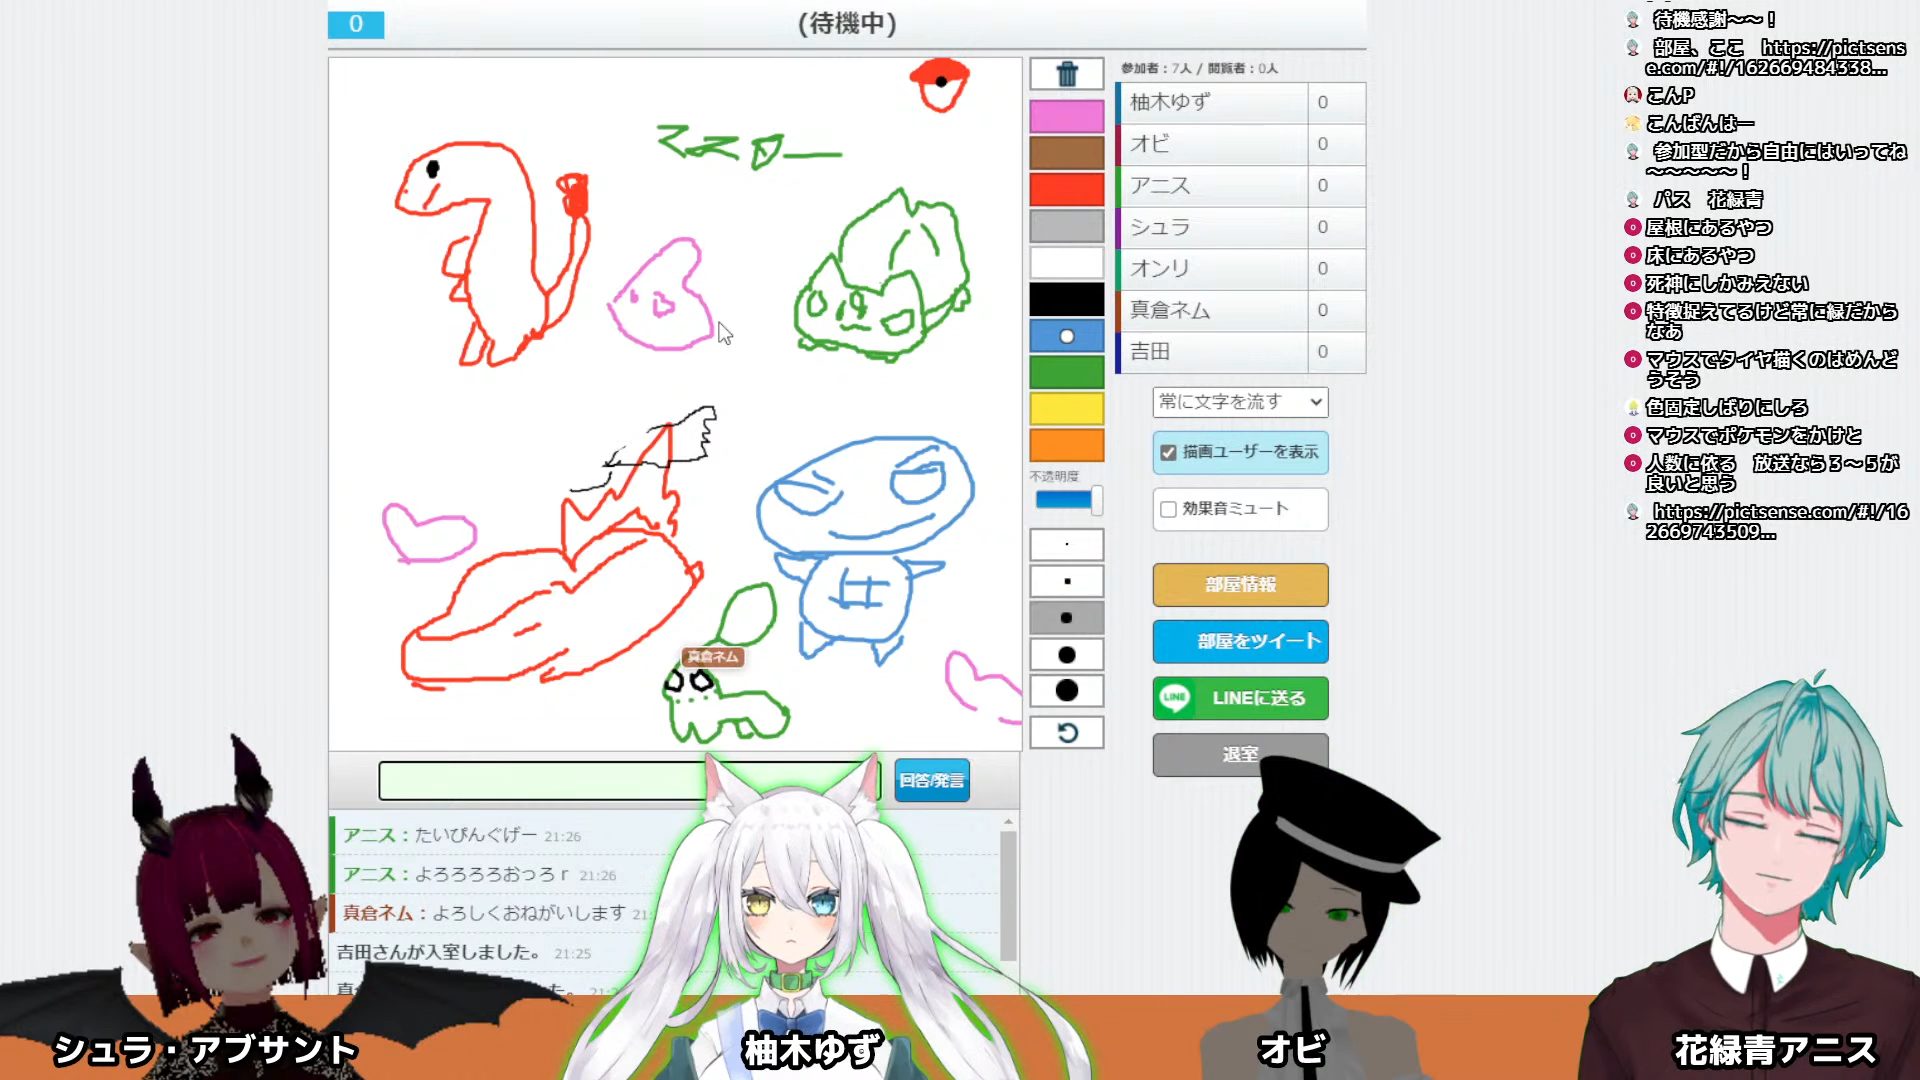 0
(待機中)
参加者：7人 / 閲覧者：0人
柚木ゆず 0
オビ 0
アニス 0
シュラ 0
オンリ 0
真倉ネム 0
吉田 0
不透明度
常に文字を流す
描画ユーザーを表示
効果音ミュート
部屋情報
部屋をツイート
LINE LINEに送る
退室
真倉ネム
回答/発言
アニス：たいぴんぐげー 21:26
アニス：よろろろろおっろｒ 21:26
真倉ネム：よろしくおねがいします 21:
吉田さんが入室しました。 21:25
待機感謝～～！
部屋、ここ https://pictsens
e.com/#!/162669484338...
こんP
こんばんはー
参加型だから自由にはいってね
～～～～～！
パス 花緑青
屋根にあるやつ
床にあるやつ
死神にしかみえない
特徴捉えてるけど常に緑だから
なあ
マウスでタイヤ描くのはめんど
うそう
色固定しばりにしろ
マウスでポケモンをかけと
人数に依る 放送なら３～５が
良いと思う
https://pictsense.com/#!/16
2669743509...
シュラ・アブサント
柚木ゆず
オビ
花緑青アニス